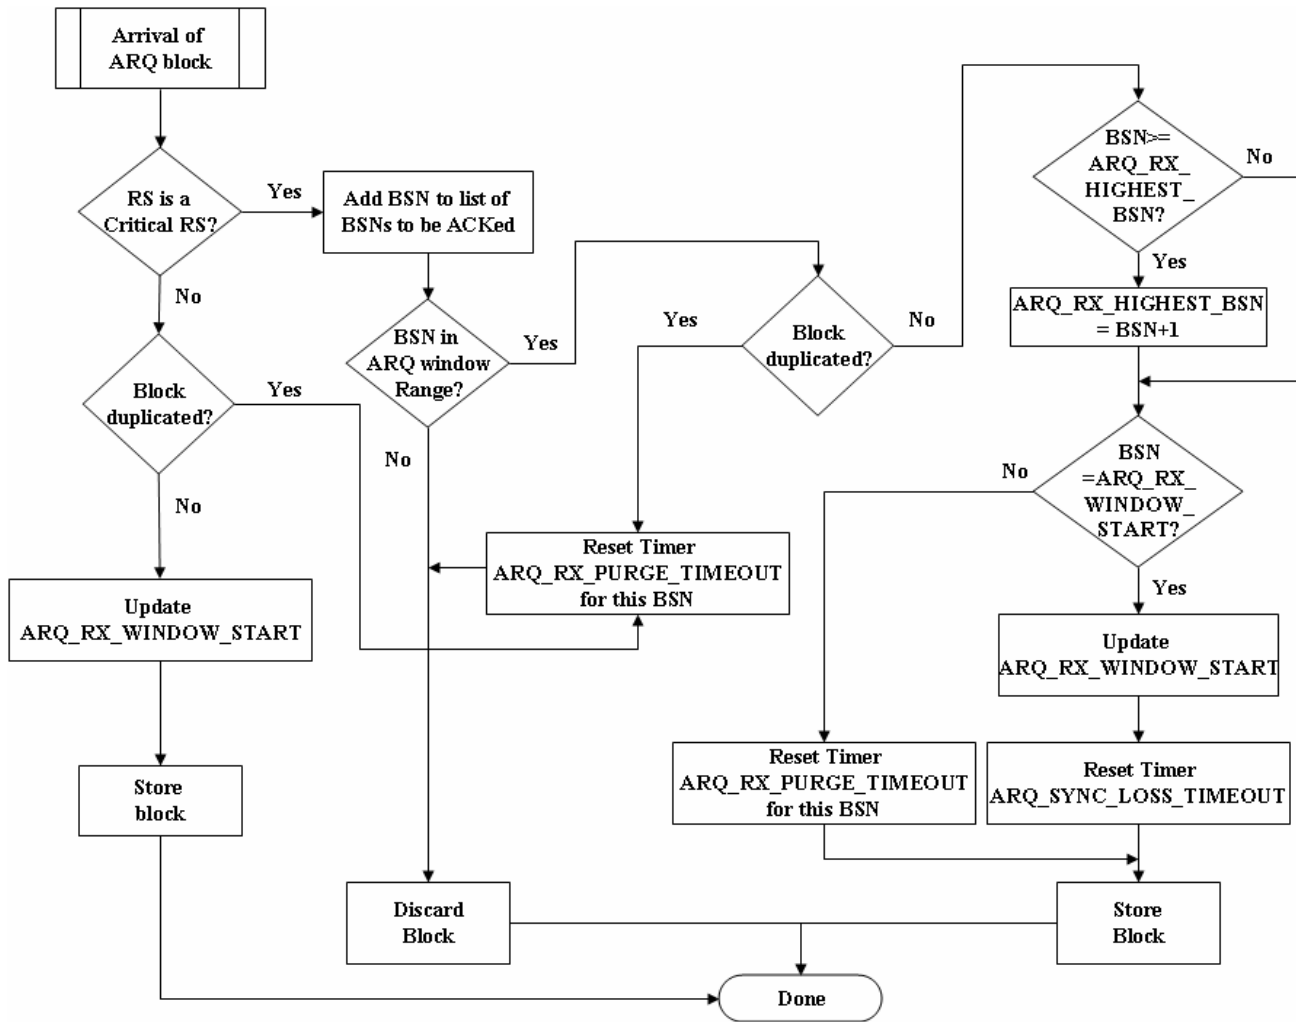 Arrival of
ARQ block
RS is a
Critical RS?
Yes
No
Add BSN to list of
BSNs to be ACKed
Block
duplicated?
Yes
No
BSN in
ARQ window
Range?
Yes
No
Block
duplicated?
Yes
No
BSN>=
ARQ_RX_
HIGHEST_
BSN?
No
Yes
ARQ_RX_HIGHEST_BSN
= BSN+1
BSN
=ARQ_RX_
WINDOW_
START?
No
Yes
Reset Timer
ARQ_RX_PURGE_TIMEOUT
for this BSN
Update
ARQ_RX_WINDOW_START
Update
ARQ_RX_WINDOW_START
Store
block
Reset Timer
ARQ_RX_PURGE_TIMEOUT
for this BSN
Reset Timer
ARQ_SYNC_LOSS_TIMEOUT
Discard
Block
Store
Block
Done